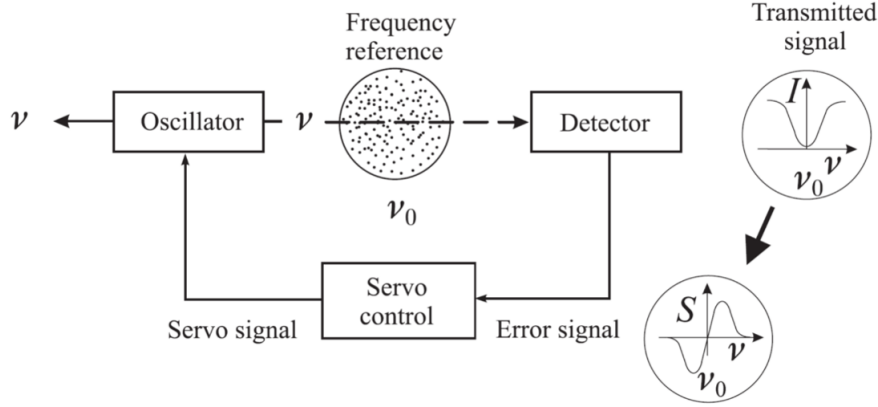 Frequency
reference
Transmitted
signal
ν
Oscillator
ν
Detector
I
ν
ν₀
ν₀
Servo
control
Servo signal
Error signal
S
ν
ν₀